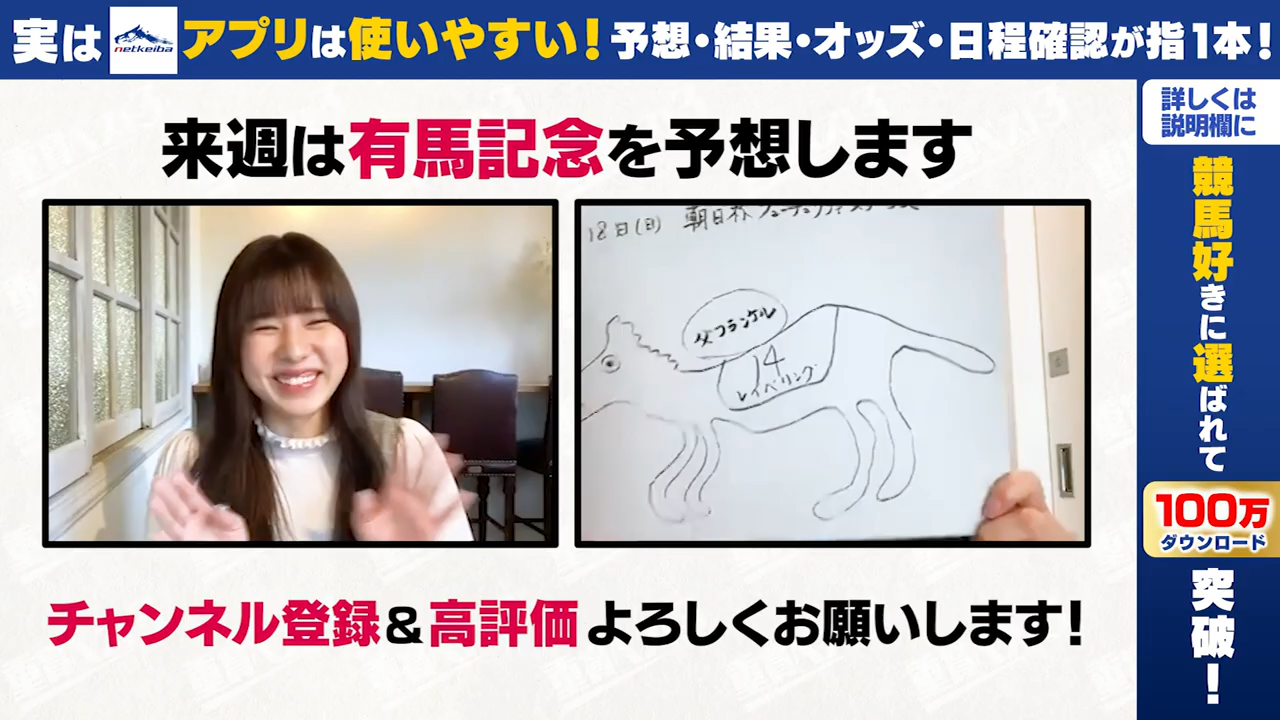 実は netkeiba アプリは使いやすい！予想・結果・オッズ・日程確認が指1本！
来週は有馬記念を予想します
18日(日) 朝日杯
父フランケル
14
レイベリング
チャンネル登録＆高評価 よろしくお願いします！
詳しくは
説明欄に
競馬好きに選ばれて
100万
ダウンロード
突破！